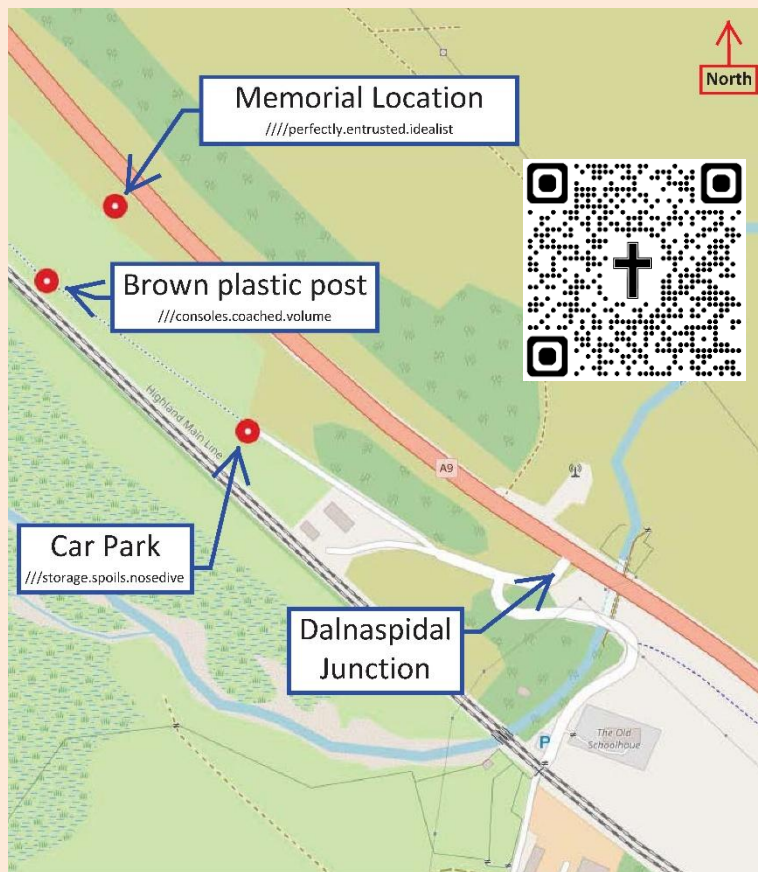 North
Memorial Location
////perfectly.entrusted.idealist
Brown plastic post
///consoles.coached.volume
Highland Main Line
A9
Car Park
///storage.spoils.nosedive
Dalnaspidal
Junction
P
The Old
Schoolhoue